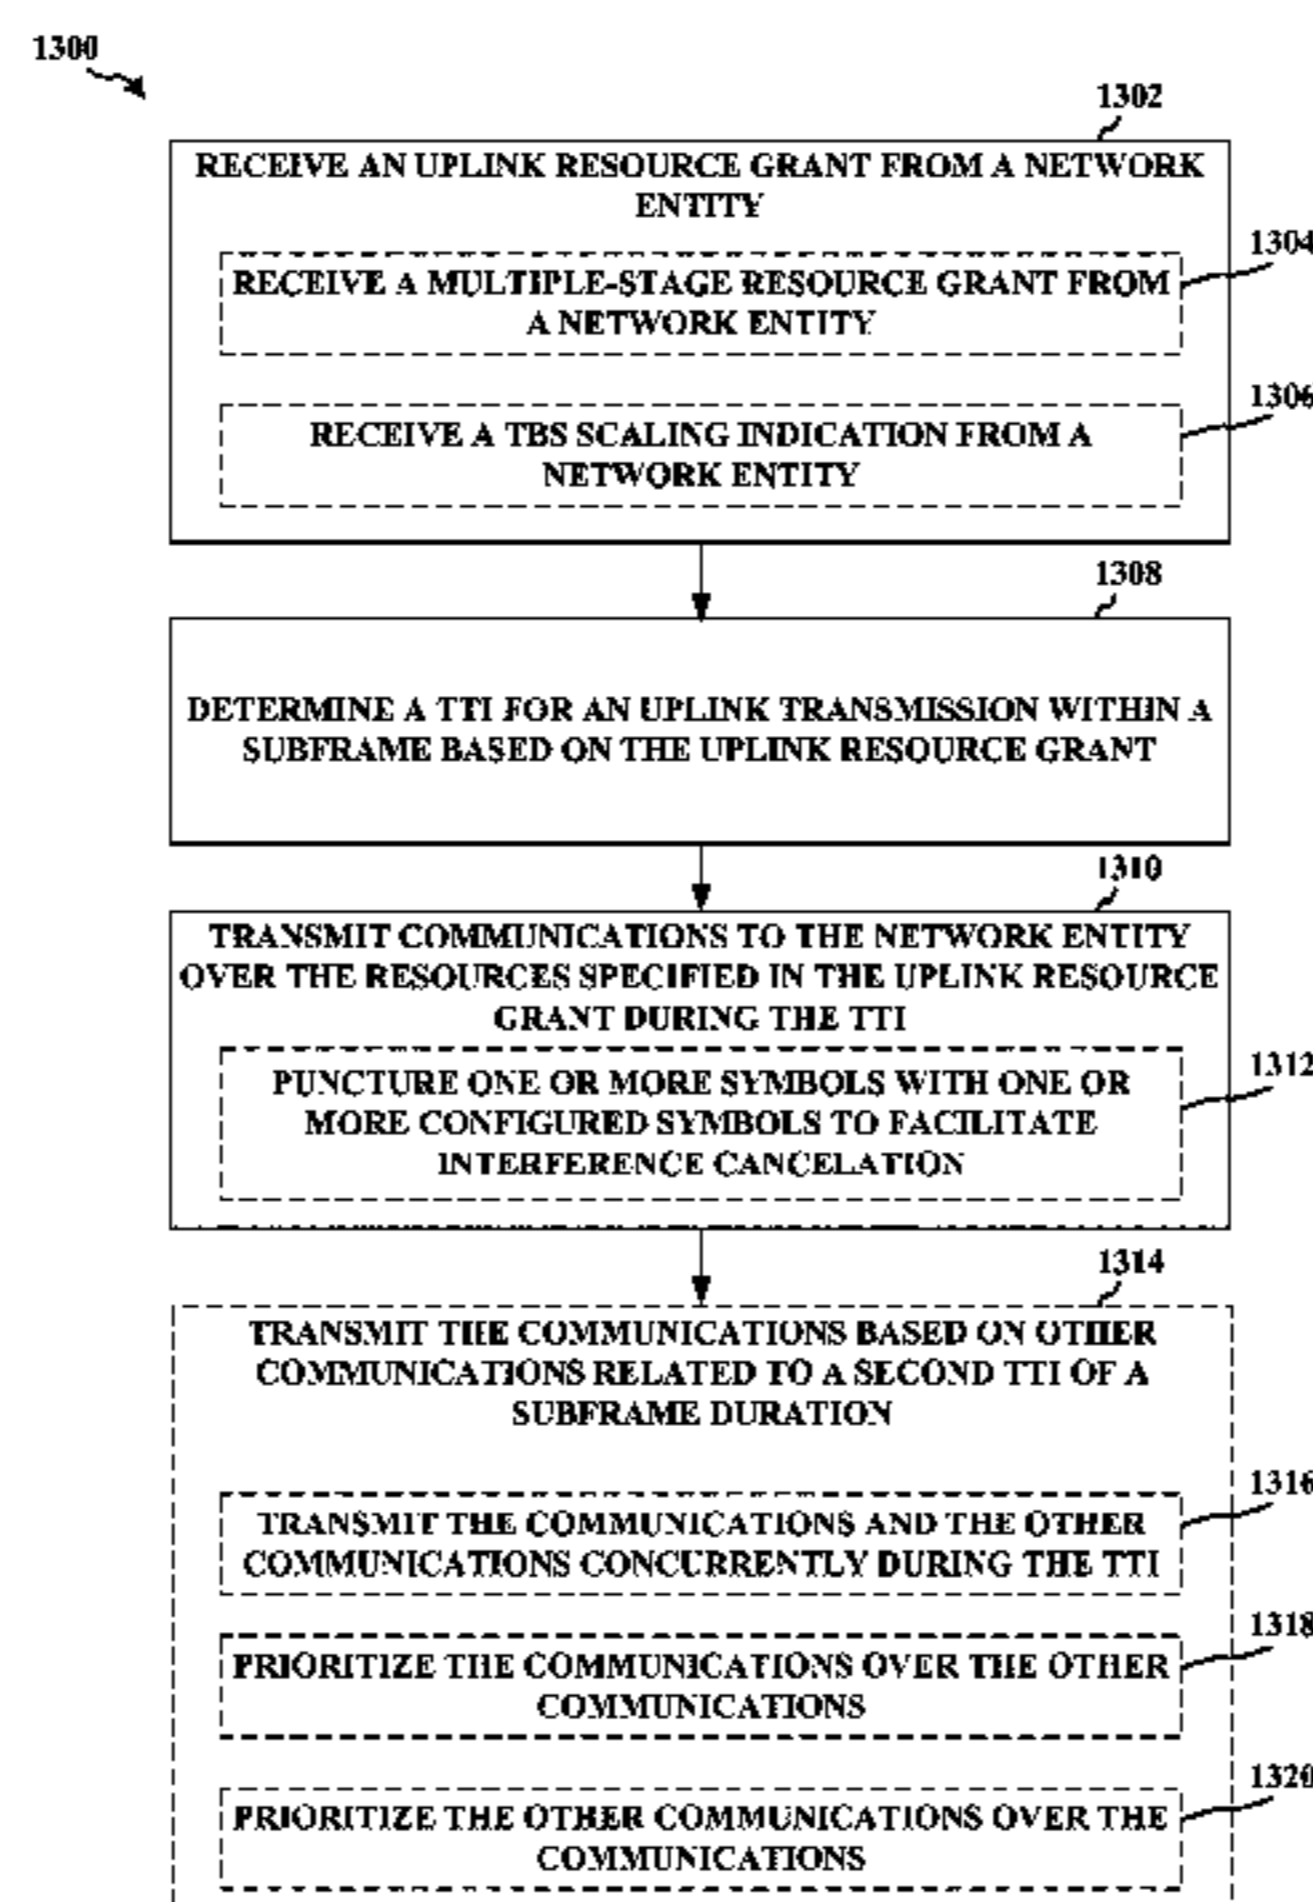 1300
1302
RECEIVE AN UPLINK RESOURCE GRANT FROM A NETWORK
ENTITY
1304
RECEIVE A MULTIPLE-STAGE RESOURCE GRANT FROM
A NETWORK ENTITY
1306
RECEIVE A TBS SCALING INDICATION FROM A
NETWORK ENTITY
1308
DETERMINE A TTI FOR AN UPLINK TRANSMISSION WITHIN A
SUBFRAME BASED ON THE UPLINK RESOURCE GRANT
1310
TRANSMIT COMMUNICATIONS TO THE NETWORK ENTITY
OVER THE RESOURCES SPECIFIED IN THE UPLINK RESOURCE
GRANT DURING THE TTI
1312
PUNCTURE ONE OR MORE SYMBOLS WITH ONE OR
MORE CONFIGURED SYMBOLS TO FACILITATE
INTERFERENCE CANCELATION
1314
TRANSMIT THE COMMUNICATIONS BASED ON OTHER
COMMUNICATIONS RELATED TO A SECOND TTI OF A
SUBFRAME DURATION
1316
TRANSMIT THE COMMUNICATIONS AND THE OTHER
COMMUNICATIONS CONCURRENTLY DURING THE TTI
1318
PRIORITIZE THE COMMUNICATIONS OVER THE OTHER
COMMUNICATIONS
1320
PRIORITIZE THE OTHER COMMUNICATIONS OVER THE
COMMUNICATIONS